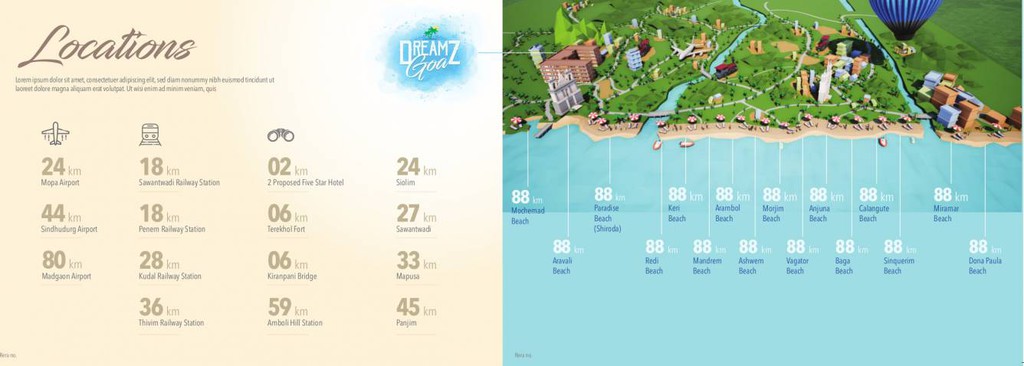 Locations
Lorem ipsum dolor sit amet, consectetuer adipiscing elit, sed diam nonummy nibh euismod tincidunt ut
laoreet dolore magna aliquam erat volutpat. Ut wisi enim ad minim veniam, quis
DREAMZ
Goa
24 km
Mopa Airport
44 km
Sindhudurg Airport
80 km
Madgaon Airport
18 km
Sawantwadi Railway Station
18 km
Penem Railway Station
28 km
Kudal Railway Station
36 km
Thivim Railway Station
02 km
2 Proposed Five Star Hotel
06 km
Terekhol Fort
06 km
Kiranpani Bridge
59 km
Amboli Hill Station
24 km
Siolim
27 km
Sawantwadi
33 km
Mapusa
45 km
Panjim
88 km
Mochemad
Beach
88 km
Paradise
Beach
(Shiroda)
88 km
Keri
Beach
88 km
Arambol
Beach
88 km
Morjim
Beach
88 km
Anjuna
Beach
88 km
Calangute
Beach
88 km
Miramar
Beach
88 km
Aravali
Beach
88 km
Redi
Beach
88 km
Mandrem
Beach
88 km
Ashwem
Beach
88 km
Vagator
Beach
88 km
Baga
Beach
88 km
Sinquerim
Beach
88 km
Dona Paula
Beach